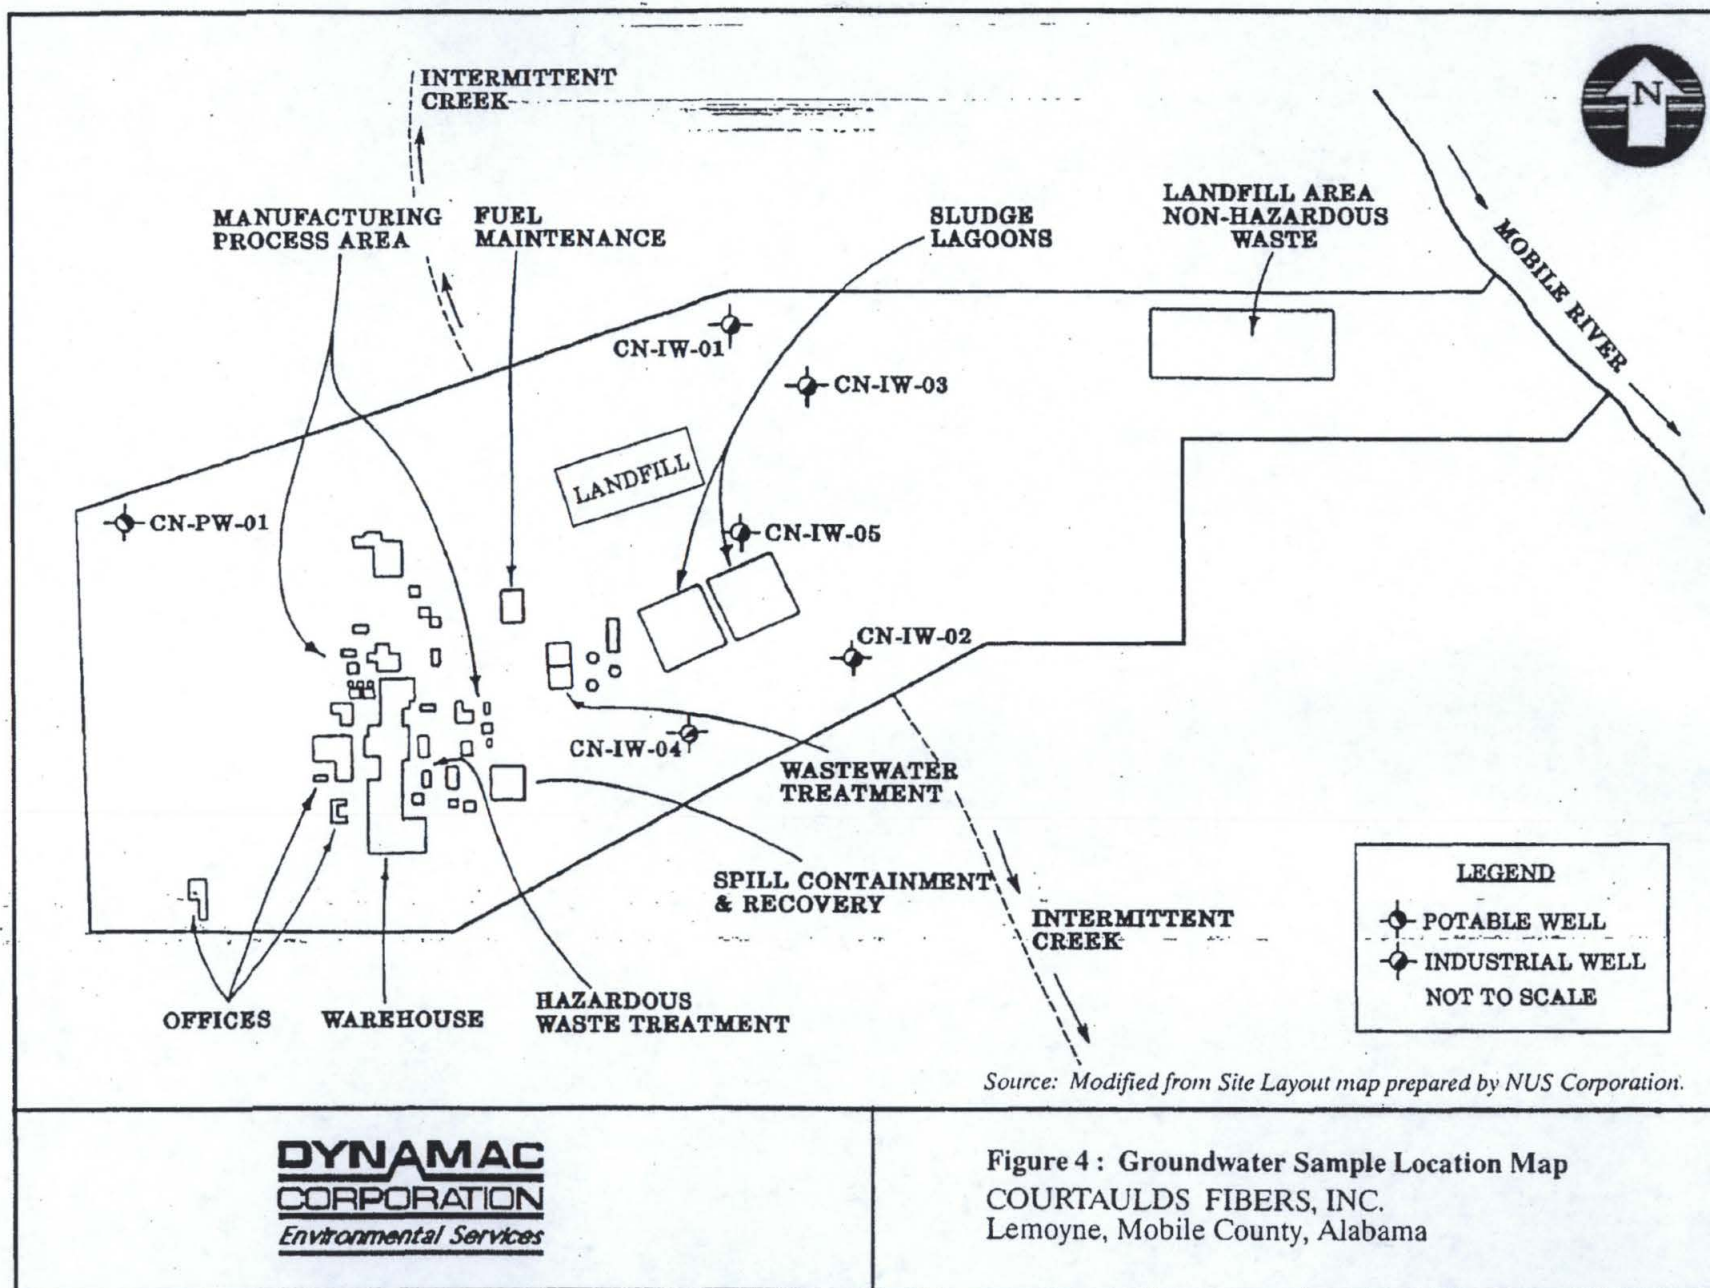 INTERMITTENT
CREEK
N
MANUFACTURING
PROCESS AREA
FUEL
MAINTENANCE
SLUDGE
LAGOONS
LANDFILL AREA
NON-HAZARDOUS
WASTE
MOBILE RIVER
CN-IW-01
CN-IW-03
LANDFILL
CN-PW-01
CN-IW-05
CN-IW-02
CN-IW-04
WASTEWATER
TREATMENT
SPILL CONTAINMENT
& RECOVERY
INTERMITTENT
CREEK
OFFICES
WAREHOUSE
HAZARDOUS
WASTE TREATMENT
LEGEND
POTABLE WELL
INDUSTRIAL WELL
NOT TO SCALE
Source: Modified from Site Layout map prepared by NUS Corporation.
DYNAMAC
CORPORATION
Environmental Services
Figure 4 : Groundwater Sample Location Map
COURTAULDS FIBERS, INC.
Lemoyne, Mobile County, Alabama